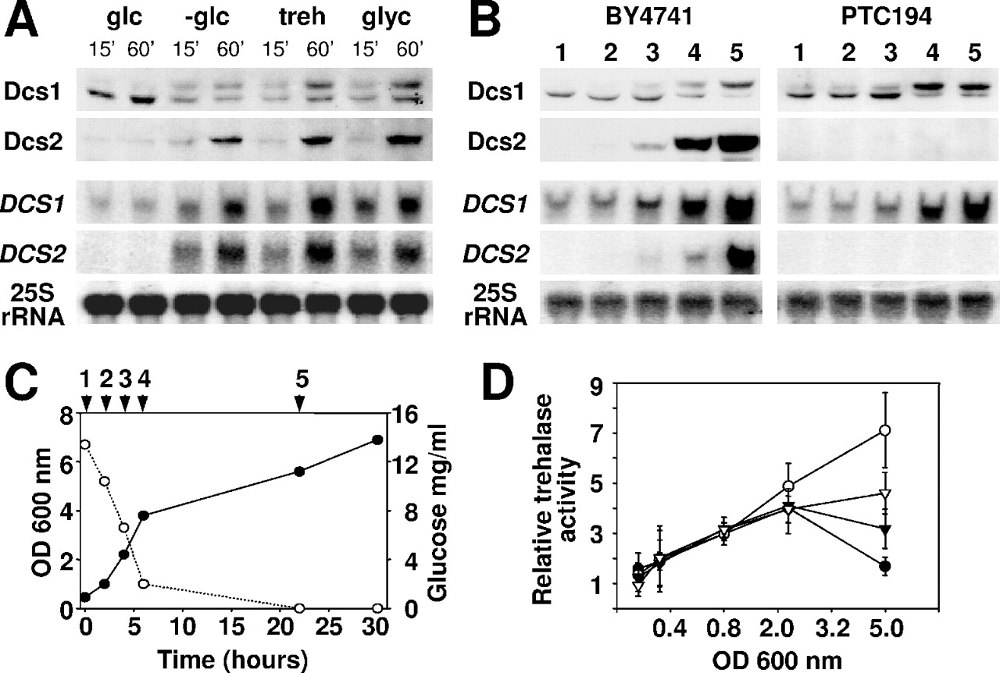 A
glc -glc treh glyc
15’ 60’ 15’ 60’ 15’ 60’ 15’ 60’
Dcs1
Dcs2
DCS1
DCS2
25S
rRNA
B
BY4741 PTC194
1 2 3 4 5 1 2 3 4 5
Dcs1
Dcs2
DCS1
DCS2
25S
rRNA
C
1 2 3 4 5
8 16
6 12
4 8
2 4
0 0
OD 600 nm
Glucose mg/ml
0 5 10 15 20 25 30
Time (hours)
D
9
7
5
3
1
Relative trehalase
activity
0.4 0.8 2.0 3.2 5.0
OD 600 nm